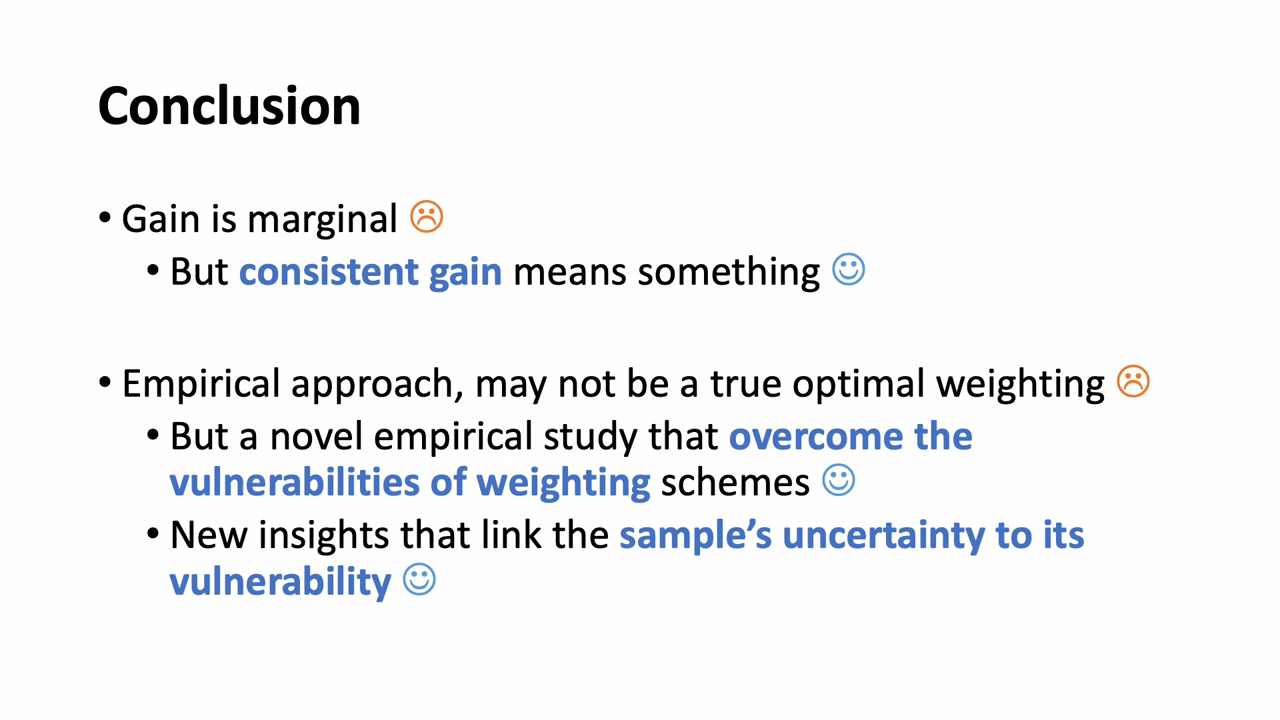 Conclusion
• Gain is marginal ☹
• But consistent gain means something ☺
• Empirical approach, may not be a true optimal weighting ☹
• But a novel empirical study that overcome the
vulnerabilities of weighting schemes ☺
• New insights that link the sample’s uncertainty to its
vulnerability ☺